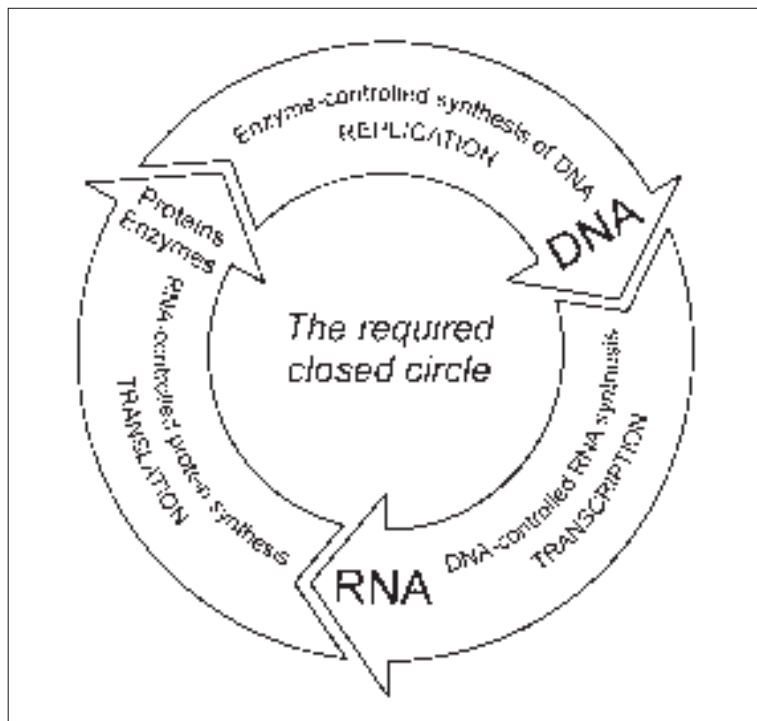 Enzyme-controlled synthesis of DNA
REPLICATION
DNA
DNA-controlled RNA synthesis
TRANSCRIPTION
RNA
RNA-controlled protein synthesis
TRANSLATION
Proteins
Enzymes
The required
closed circle